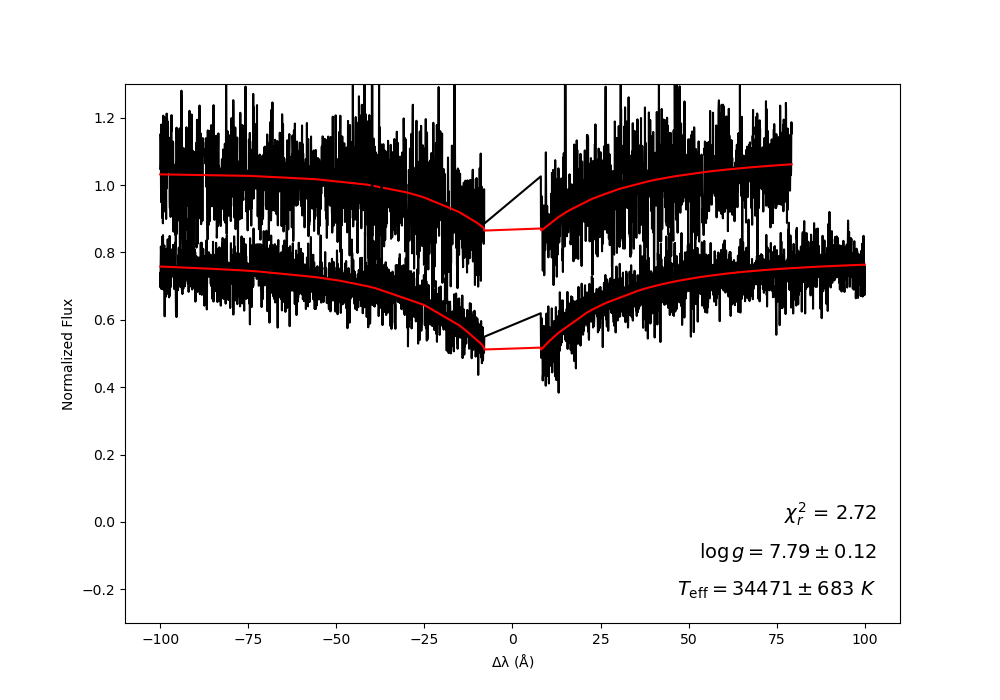 1.2
1.0
0.8
0.6
0.4
0.2
0.0
−0.2
Normalized Flux
χ²ᵣ = 2.72
log g = 7.79 ± 0.12
T_eff = 34471 ± 683 K
−100 −75 −50 −25 0 25 50 75 100
Δλ (Å)